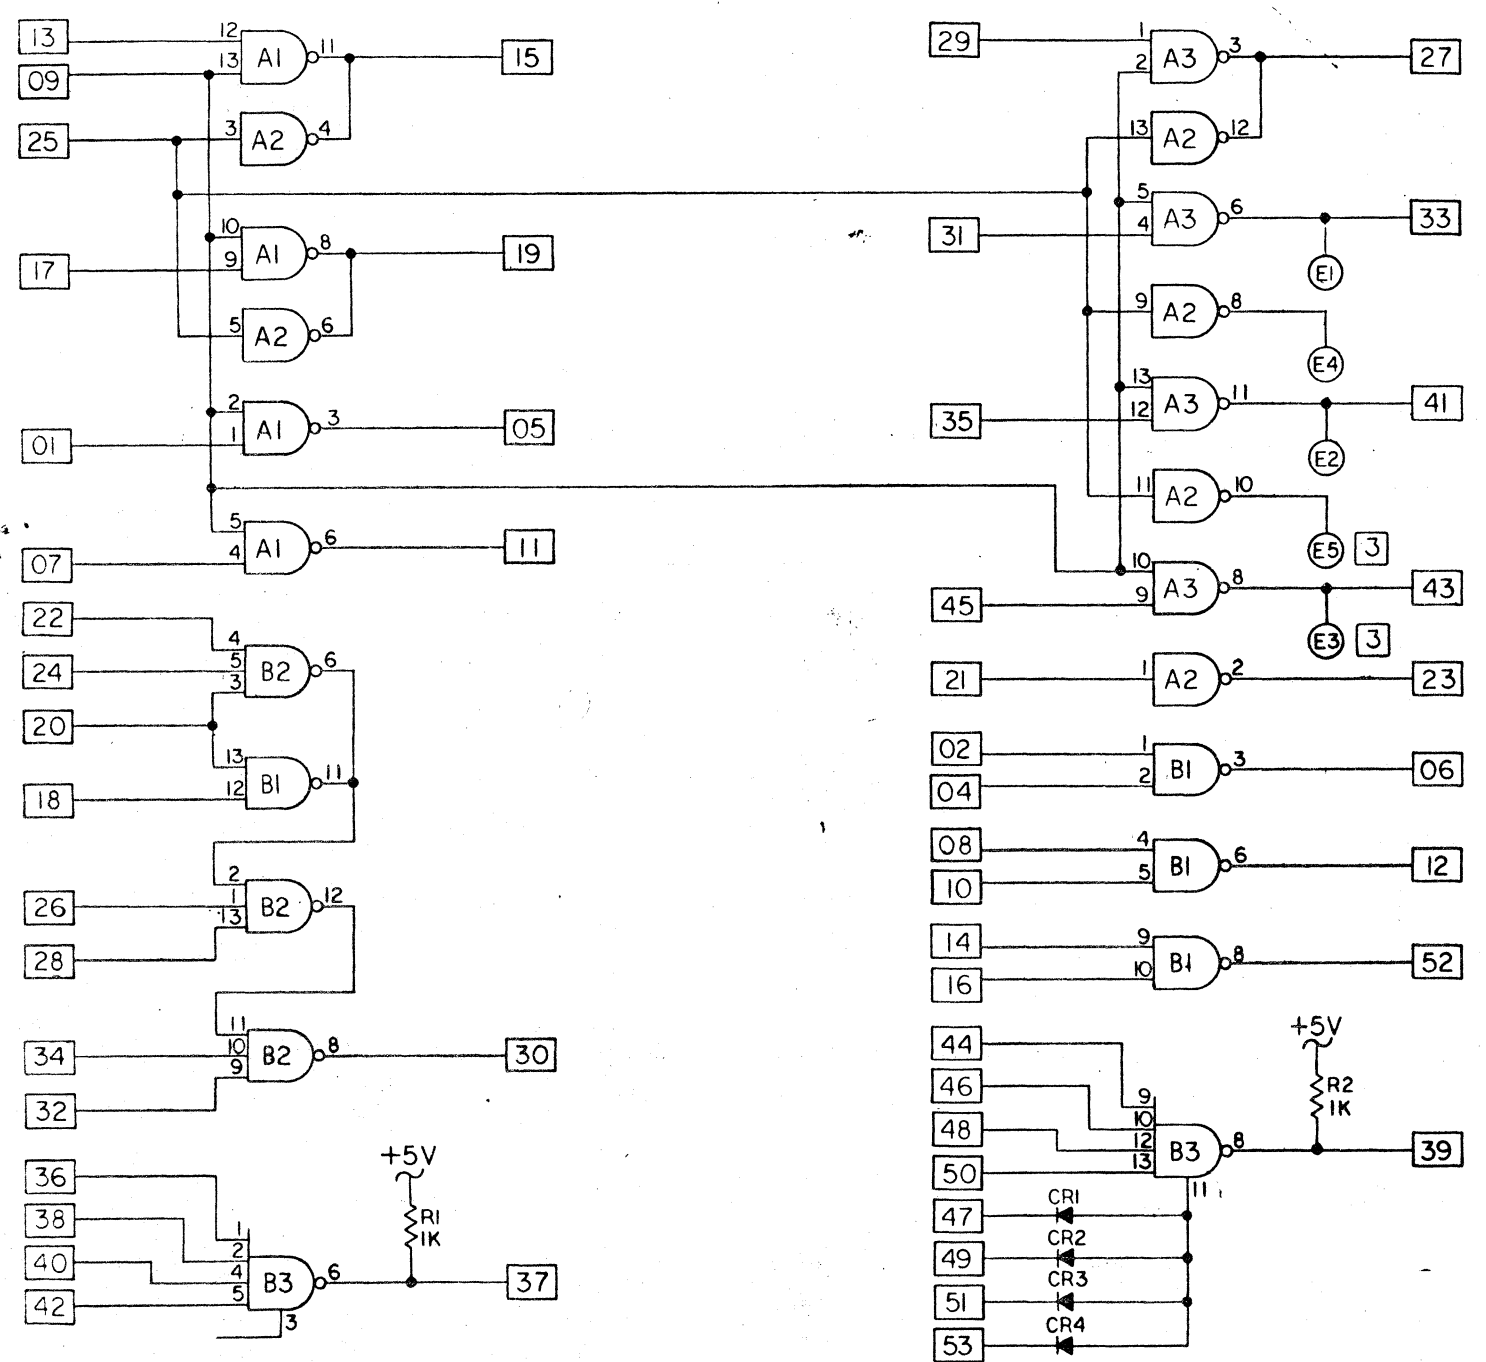 13 12 A1 11 15
09 13
25 3 A2 4
10 A1 8 19
17 9
5 A2 6
2 A1 3 05
01 1
5 A1 6 11
07 4
22 4
24 5 B2 6
3
20
13 B1 11
18 12
2
26 1 B2 12
13
28
11
34 10 B2 8 30
9
32
36 +5V
38 1 R1
2 1K
40 4 B3 6 37
42 5
3
29 1 A3 3 27
2
13 A2 12
5 A3 6 33
31 4
E1
9 A2 8
E4
13 A3 11 41
35 12
E2
11 A2 10
E5 3
10 A3 8 43
45 9
E3 3
21 1 A2 2 23
02 1 B1 3 06
04 2
08 4 B1 6 12
10 5
14 9 B1 8 52
16 10
44 +5V
46 9 R2
10 1K
48 12 B3 8 39
50 13
11
47 CR1
49 CR2
51 CR3
53 CR4